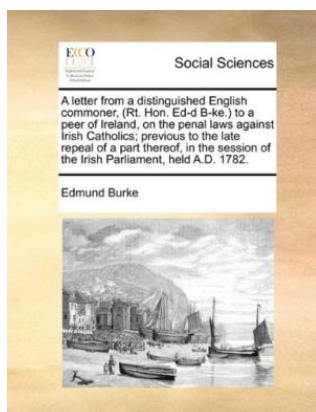 ECCO
Social Sciences
A letter from a distinguished English
commoner, (Rt. Hon. Ed-d B-ke.) to a
peer of Ireland, on the penal laws against
Irish Catholics; previous to the late
repeal of a part thereof, in the session of
the Irish Parliament, held A.D. 1782.
Edmund Burke